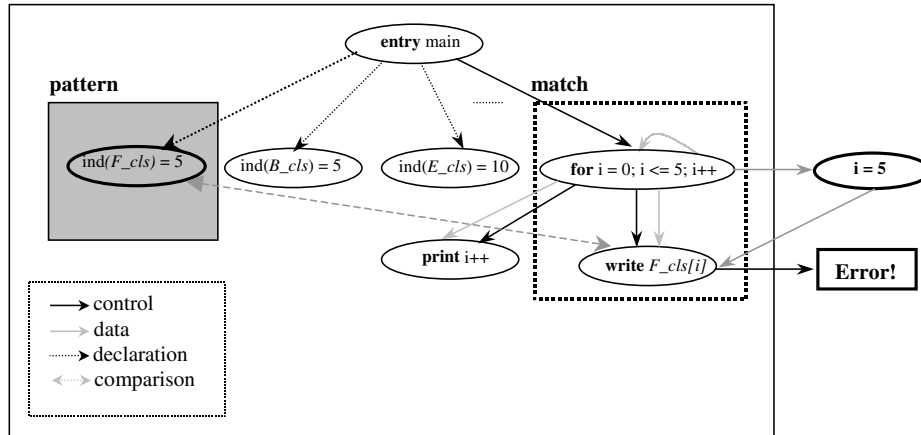 entry main
pattern
match
ind(F_cls) = 5
ind(B_cls) = 5
ind(E_cls) = 10
for i = 0; i <= 5; i++
i = 5
print i++
write F_cls[i]
Error!
control
data
declaration
comparison